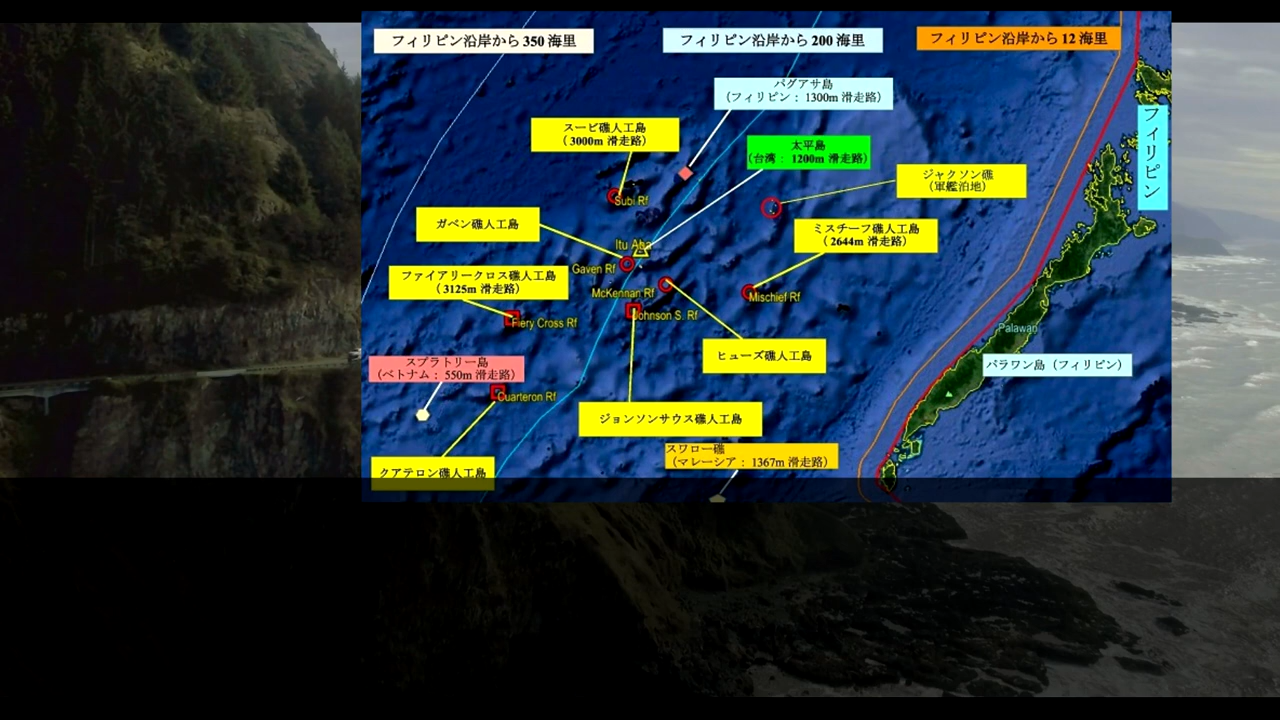 フィリピン沿岸から 350 海里
フィリピン沿岸から 200 海里
フィリピン沿岸から 12 海里
パグアサ島
(フィリピン: 1300m 滑走路)
フィリピン
スービ礁人工島
(3000m 滑走路)
太平島
(台湾: 1200m 滑走路)
ジャクソン礁
(軍艦泊地)
Subi Rf
ガベン礁人工島
ミスチーフ礁人工島
(2644m 滑走路)
Itu Aba
Gaven Rf
ファイアリークロス礁人工島
(3125m 滑走路)
McKennan Rf
Mischief Rf
Johnson S. Rf
Fiery Cross Rf
Palawan
ヒューズ礁人工島
パラワン島(フィリピン)
スプラトリー島
(ベトナム: 550m 滑走路)
Cuarteron Rf
ジョンソンサウス礁人工島
スワロー礁
(マレーシア: 1367m 滑走路)
クアテロン礁人工島